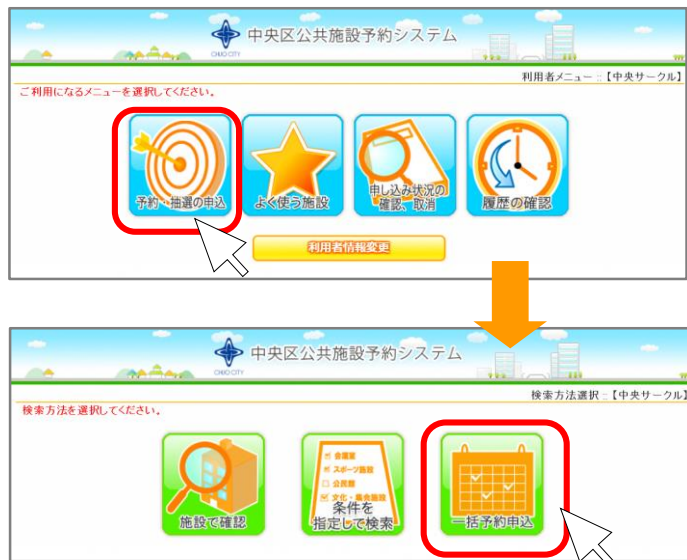 中央区公共施設予約システム
CHUO CITY
利用者メニュー::【中央サークル】
ご利用になるメニューを選択してください。
予約・抽選の申込
よく使う施設
申し込み状況の
確認、取消
履歴の確認
利用者情報変更
中央区公共施設予約システム
CHUO CITY
検索方法選択::【中央サークル】
検索方法を選択してください。
施設で確認
会議室
スポーツ施設
公民館
文化・集会施設
条件を
指定して検索
一括予約申込